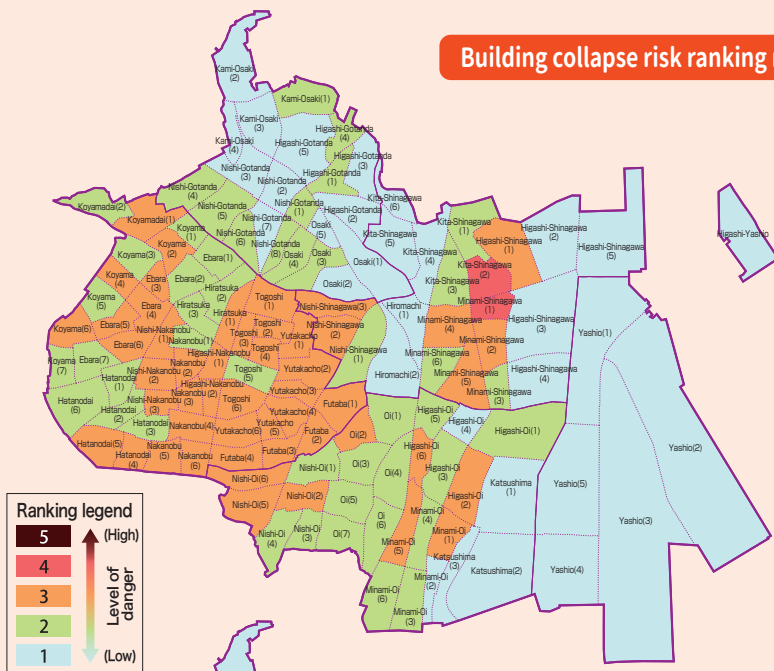 Building collapse risk ranking
Kami-Osaki
(2)
Kami-Osaki(1)
Kami-Osaki
(3)
Kami-Osaki
(4)
Higashi-Gotanda
(4)
Higashi-Gotanda
(5)
Higashi-Gotanda
(3)
Higashi-Gotanda
(1)
Higashi-Gotanda
(2)
Nishi-Gotanda
(3)
Nishi-Gotanda
(2)
Nishi-Gotanda
(4)
Nishi-Gotanda
(1)
Nishi-Gotanda
(5)
Nishi-Gotanda
(7)
Nishi-Gotanda
(6)
Nishi-Gotanda
(8)
Osaki
(5)
Osaki
(4)
Osaki
(3)
Osaki(1)
Osaki(2)
Kita-Shinagawa
(6)
Kita-Shinagawa
(5)
Kita-Shinagawa
(4)
Kita-Shinagawa
(1)
Kita-Shinagawa
(2)
Kita-Shinagawa
(3)
Higashi-Shinagawa
(1)
Higashi-Shinagawa
(2)
Higashi-Shinagawa
(5)
Higashi-Shinagawa
(3)
Higashi-Shinagawa
(4)
Higashi-Yashio
Koyamadai(2)
Koyamadai(1)
Koyama
(1)
Koyama
(2)
Koyama(3)
Koyama
(4)
Koyama
(5)
Koyama(6)
Koyama
(7)
Ebara(1)
Ebara(2)
Ebara
(3)
Ebara
(4)
Ebara(5)
Ebara(6)
Ebara(7)
Hiratsuka
(2)
Hiratsuka
(3)
Hiratsuka
(1)
Togoshi
(1)
Togoshi
(2)
Togoshi
(3)
Togoshi
(4)
Togoshi
(5)
Togoshi
(6)
Nishi-Nakanobu
(1)
Nishi-Nakanobu
(2)
Nishi-Nakanobu
(3)
Nakanobu(1)
Nakanobu
(2)
Nakanobu
(3)
Nakanobu(4)
Nakanobu
(5)
Nakanobu
(6)
Higashi-Nakanobu
(1)
Higashi-Nakanobu
(2)
Yutakacho
(1)
Yutakacho(2)
Yutakacho(3)
Yutakacho(4)
Yutakacho
(5)
Yutakacho(6)
Nishi-Shinagawa(3)
Nishi-Shinagawa
(2)
Nishi-Shinagawa
(1)
Hiromachi
(1)
Hiromachi(2)
Minami-Shinagawa
(1)
Minami-Shinagawa
(4)
Minami-Shinagawa
(2)
Minami-Shinagawa
(6)
Minami-Shinagawa
(5)
Minami-Shinagawa
(3)
Hatanodai
(1)
Hatanodai
(6)
Hatanodai
(2)
Hatanodai
(3)
Hatanodai(5)
Hatanodai
(4)
Futaba(1)
Futaba
(2)
Futaba(3)
Futaba(4)
Oi(1)
Oi(2)
Oi(3)
Oi(4)
Oi(5)
Oi
(6)
Oi(7)
Nishi-Oi(1)
Nishi-Oi(2)
Nishi-Oi
(3)
Nishi-Oi
(4)
Nishi-Oi(5)
Nishi-Oi(6)
Higashi-Oi
(5)
Higashi-Oi
(4)
Higashi-Oi(1)
Higashi-Oi
(6)
Higashi-Oi
(3)
Higashi-Oi
(2)
Minami-Oi
(4)
Minami-Oi
(1)
Minami-Oi
(5)
Minami-Oi
(2)
Minami-Oi
(6)
Minami-Oi
(3)
Katsushima
(1)
Katsushima
(3)
Katsushima(2)
Yashio(1)
Yashio(2)
Yashio(5)
Yashio(3)
Yashio(4)
Ranking legend
5
4
3
2
1
(High)
Level of
danger
(Low)